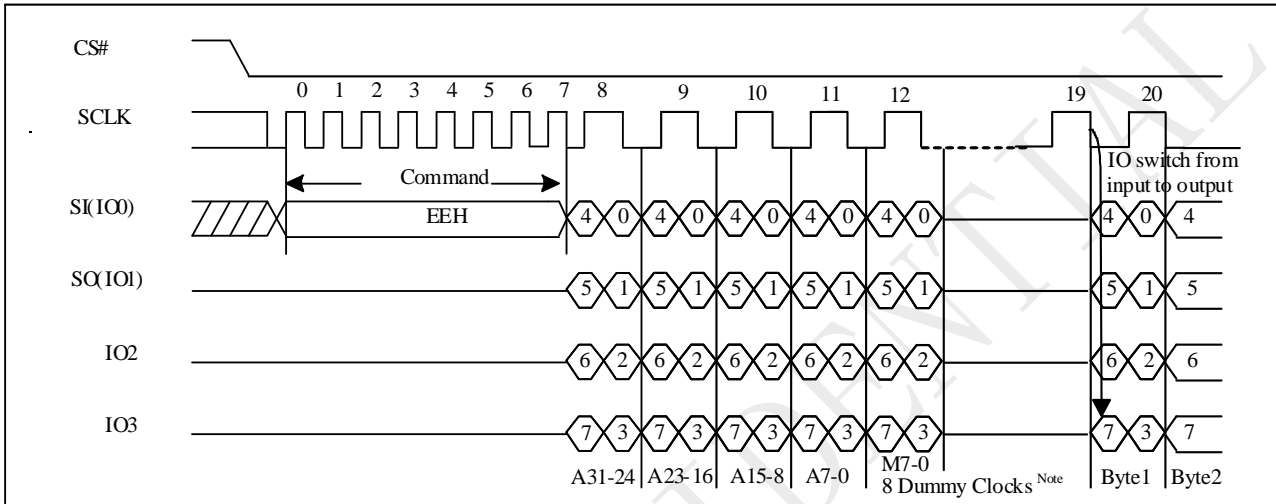 CS#
0 1 2 3 4 5 6 7 8 9 10 11 12 19 20
SCLK
IO switch from
input to output
Command
SI(IO0)
EEH
4 0 4 0 4 0 4 0 4 0 4 0 4
SO(IO1)
5 1 5 1 5 1 5 1 5 1 5 1 5
IO2
6 2 6 2 6 2 6 2 6 2 6 2 6
IO3
7 3 7 3 7 3 7 3 7 3 7 3 7
A31-24 A23-16 A15-8 A7-0 M7-0 Byte1 Byte2
8 Dummy Clocks Note